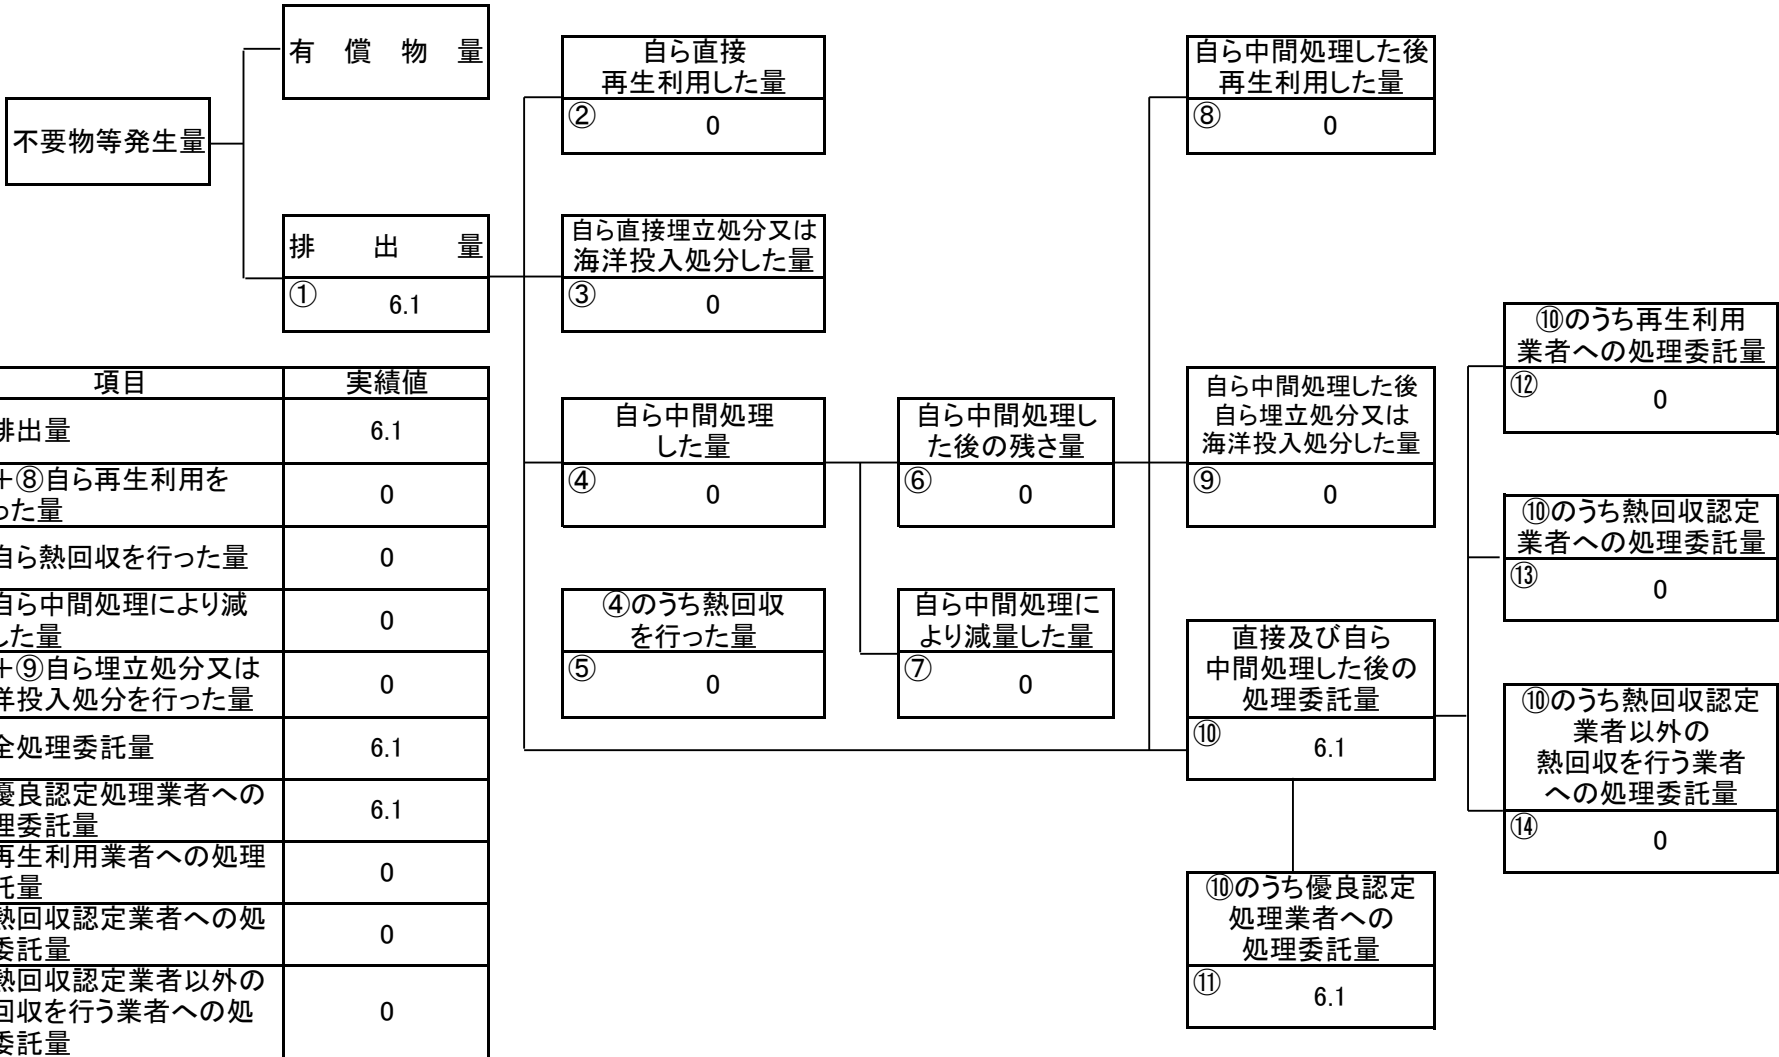 不要物等発生量
有償物量
排出量
① 6.1
自ら直接
再生利用した量
② 0
自ら直接埋立処分又は
海洋投入処分した量
③ 0
自ら中間処理
した量
④ 0
④のうち熱回収
を行った量
⑤ 0
自ら中間処理し
た後の残さ量
⑥ 0
自ら中間処理に
より減量した量
⑦ 0
自ら中間処理した後
再生利用した量
⑧ 0
自ら中間処理した後
自ら埋立処分又は
海洋投入処分した量
⑨ 0
直接及び自ら
中間処理した後の
処理委託量
⑩ 6.1
⑩のうち優良認定
処理業者への
処理委託量
⑪ 6.1
⑩のうち再生利用
業者への処理委託量
⑫ 0
⑩のうち熱回収認定
業者への処理委託量
⑬ 0
⑩のうち熱回収認定
業者以外の
熱回収を行う業者
への処理委託量
⑭ 0
項目 実績値
排出量 6.1
+⑧自ら再生利用を
った量 0
自ら熱回収を行った量 0
自ら中間処理により減
した量 0
+⑨自ら埋立処分又は
洋投入処分を行った量 0
全処理委託量 6.1
優良認定処理業者への
理委託量 6.1
再生利用業者への処理
託量 0
熱回収認定業者への処
委託量 0
熱回収認定業者以外の
回収を行う業者への処
委託量 0